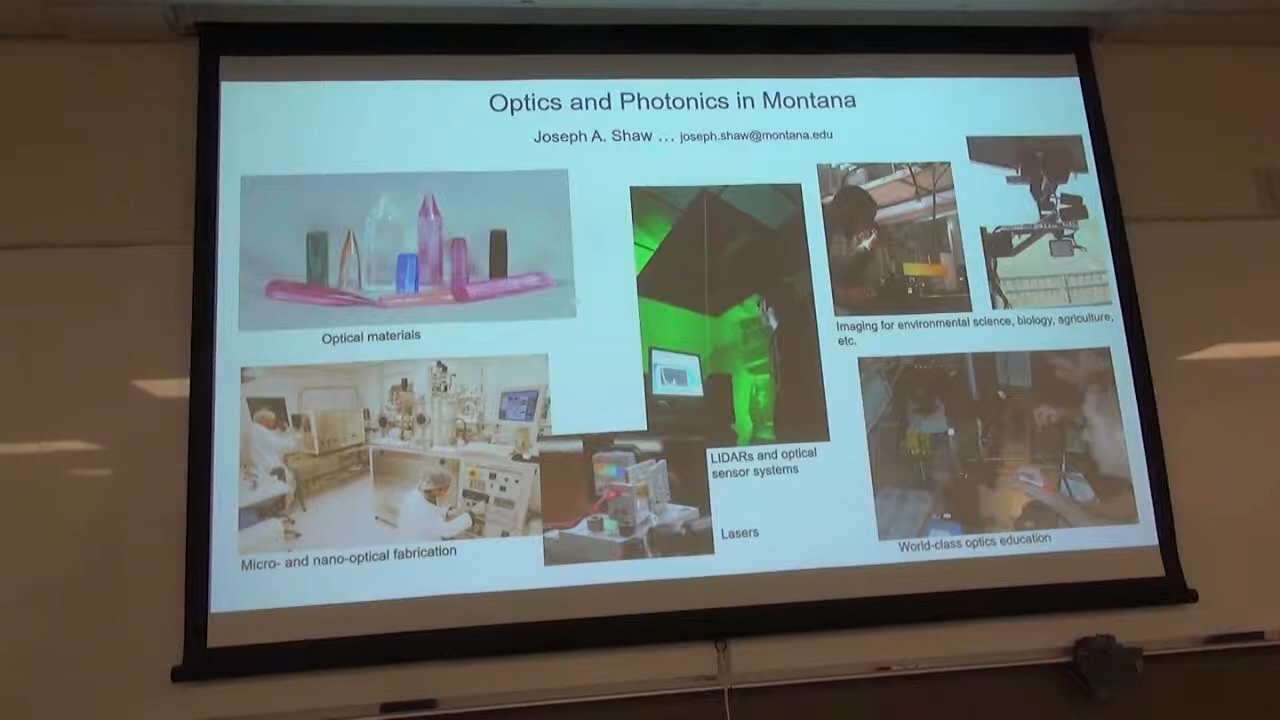 Optics and Photonics in Montana
Joseph A. Shaw ... joseph.shaw@montana.edu
Optical materials
Imaging for environmental science, biology, agriculture,
etc.
LIDARs and optical
sensor systems
Lasers
Micro- and nano-optical fabrication
World-class optics education